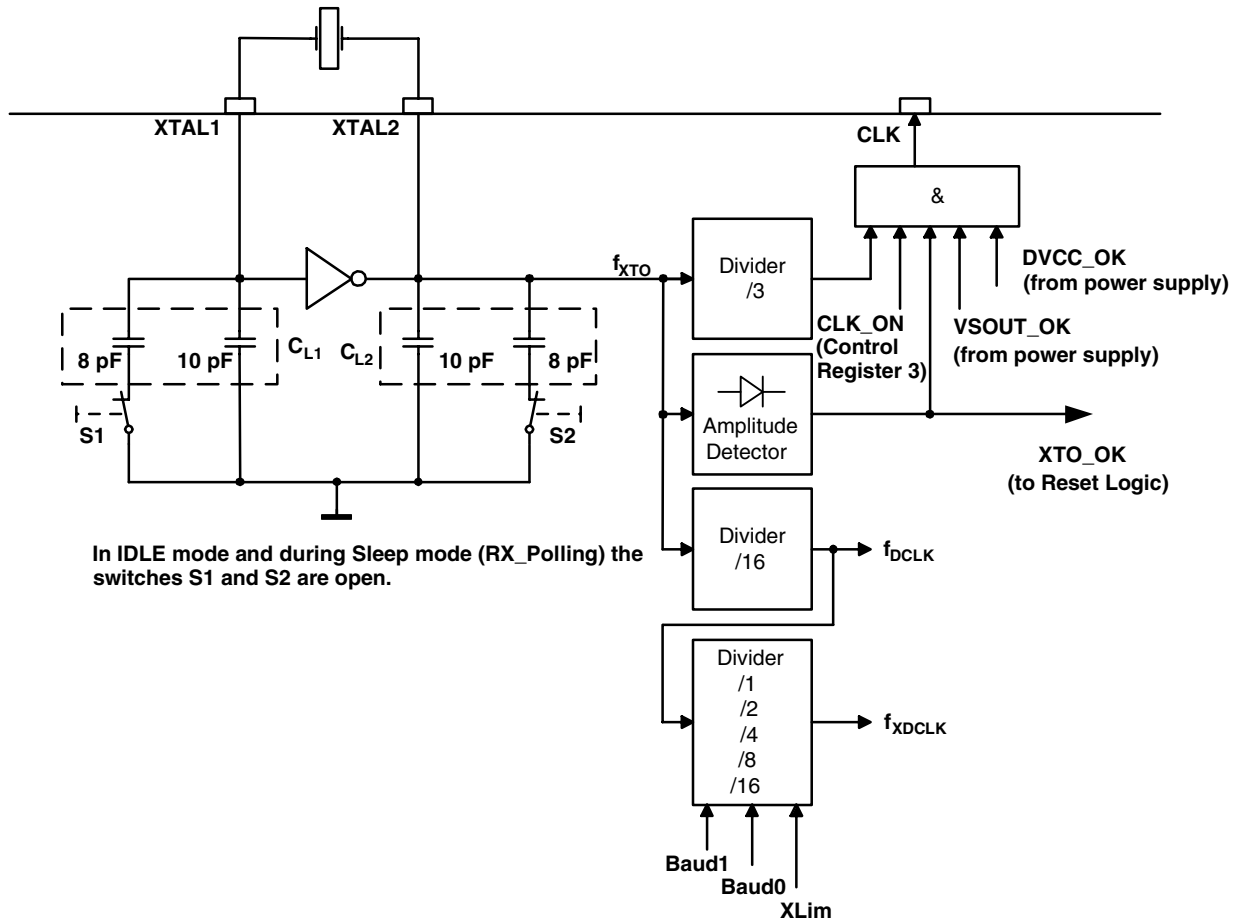 XTAL1
XTAL2
CLK
&
DVCC_OK
(from power supply)
fXTO
Divider
/3
CLK_ON
(Control
Register 3)
VSOUT_OK
(from power supply)
8 pF
10 pF
CL1
CL2
10 pF
8 pF
S1
S2
Amplitude
Detector
XTO_OK
(to Reset Logic)
In IDLE mode and during Sleep mode (RX_Polling) the
switches S1 and S2 are open.
Divider
/16
fDCLK
Divider
/1
/2
/4
/8
/16
fXDCLK
Baud1
Baud0
XLim